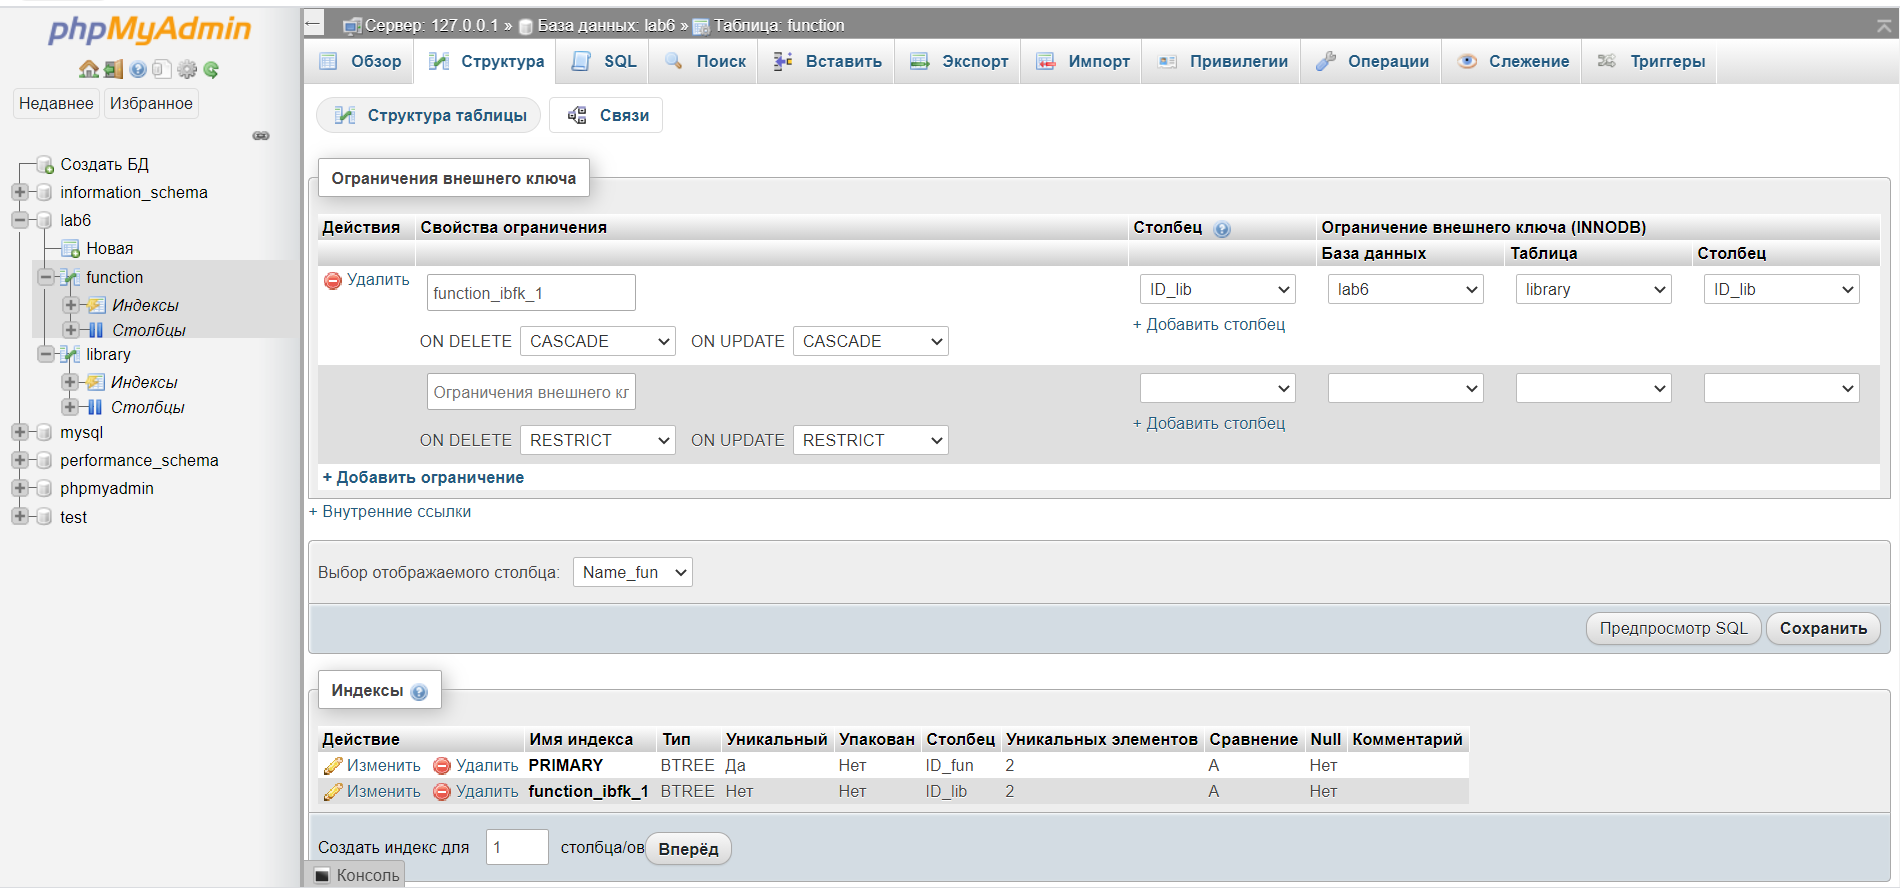 phpMyAdmin
Недавнее Избранное
Создать БД
information_schema
lab6
Новая
function
Индексы
Столбцы
library
Индексы
Столбцы
mysql
performance_schema
phpmyadmin
test
← Сервер: 127.0.0.1 » База данных: lab6 » Таблица: function
Обзор Структура SQL Поиск Вставить Экспорт Импорт Привилегии Операции Слежение Триггеры
Структура таблицы Связи
Ограничения внешнего ключа
Действия Свойства ограничения Столбец Ограничение внешнего ключа (INNODB)
База данных Таблица Столбец
Удалить function_ibfk_1 ID_lib lab6 library ID_lib
+ Добавить столбец
ON DELETE CASCADE ON UPDATE CASCADE
Ограничения внешнего кл
+ Добавить столбец
ON DELETE RESTRICT ON UPDATE RESTRICT
+ Добавить ограничение
+ Внутренние ссылки
Выбор отображаемого столбца: Name_fun
Предпросмотр SQL Сохранить
Индексы
Действие Имя индекса Тип Уникальный Упакован Столбец Уникальных элементов Сравнение Null Комментарий
Изменить Удалить PRIMARY BTREE Да Нет ID_fun 2 A Нет
Изменить Удалить function_ibfk_1 BTREE Нет Нет ID_lib 2 A Нет
Создать индекс для 1 столбца/ов Вперёд
Консоль